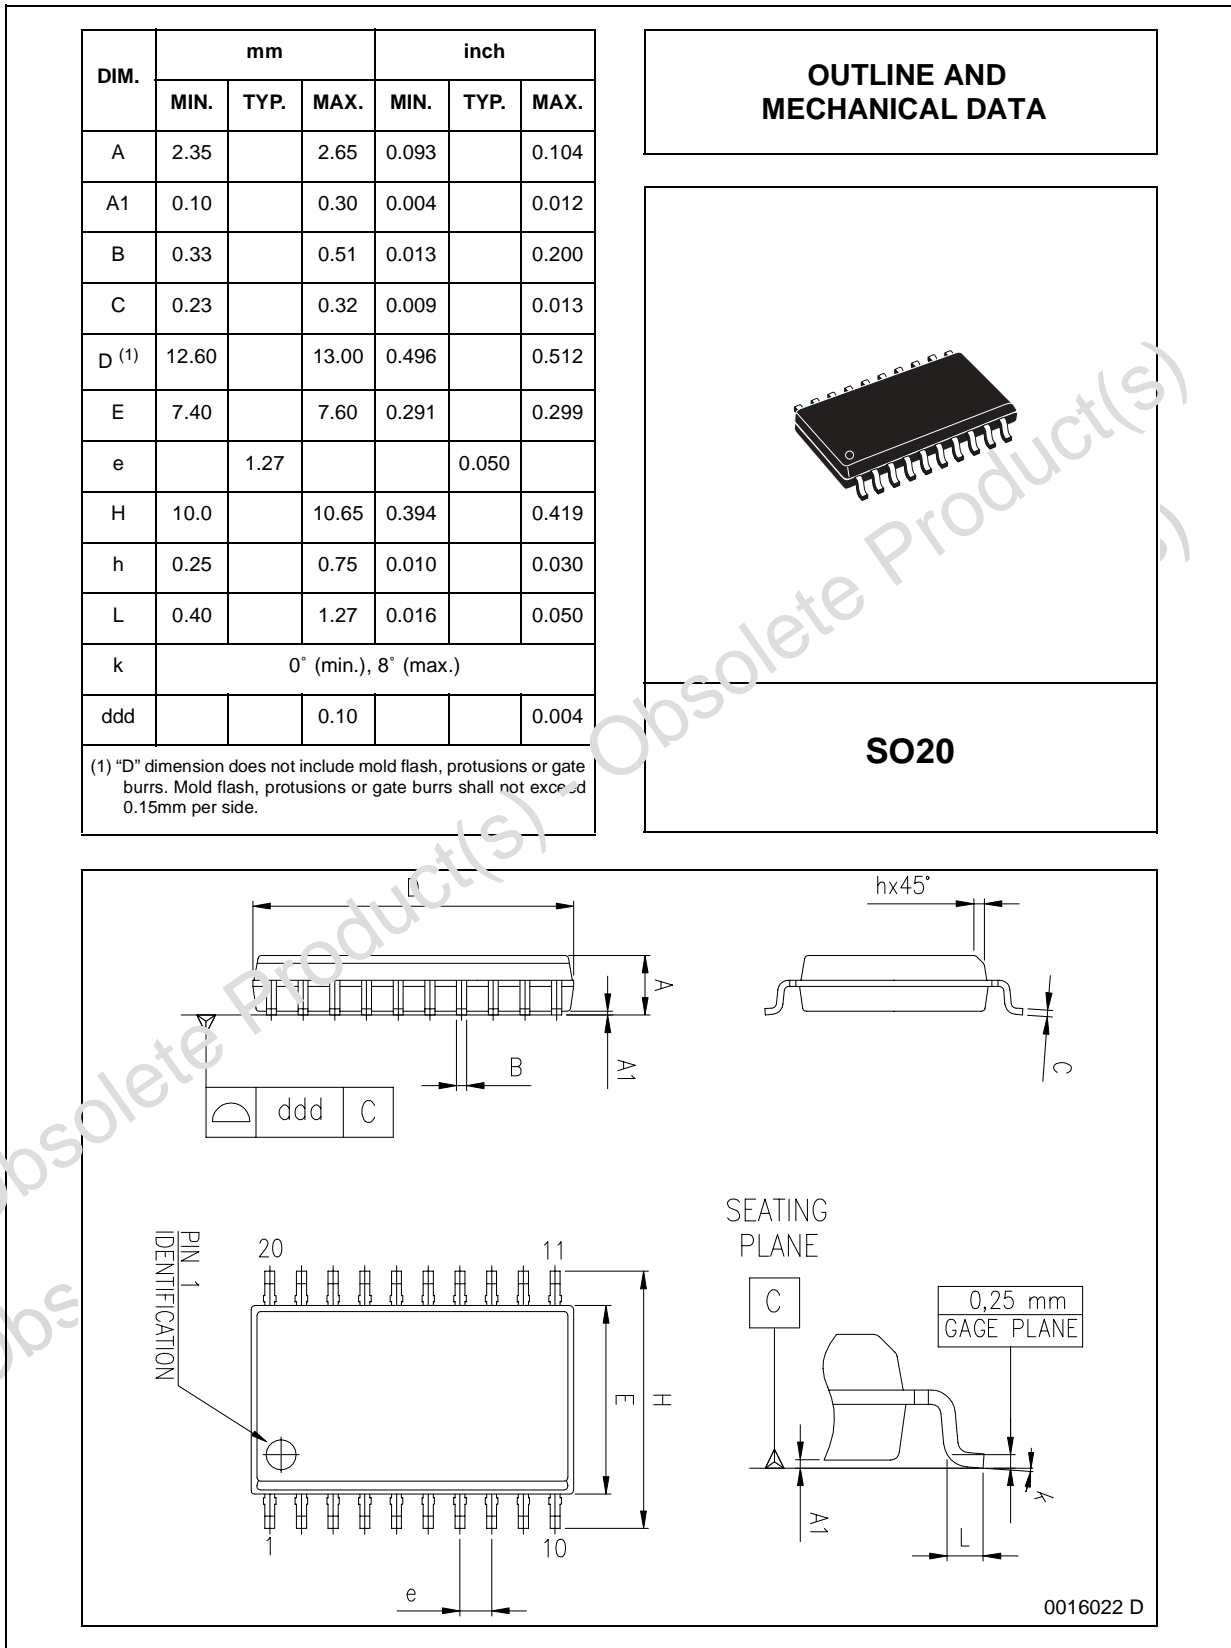 DIM. mm inch
MIN. TYP. MAX. MIN. TYP. MAX.
A 2.35 2.65 0.093 0.104
A1 0.10 0.30 0.004 0.012
B 0.33 0.51 0.013 0.200
C 0.23 0.32 0.009 0.013
D (1) 12.60 13.00 0.496 0.512
E 7.40 7.60 0.291 0.299
e 1.27 0.050
H 10.0 10.65 0.394 0.419
h 0.25 0.75 0.010 0.030
L 0.40 1.27 0.016 0.050
k 0˚ (min.), 8˚ (max.)
ddd 0.10 0.004
(1) “D” dimension does not include mold flash, protusions or gate
burrs. Mold flash, protusions or gate burrs shall not exceed
0.15mm per side.
OUTLINE AND
MECHANICAL DATA
SO20
D
hx45°
A
A1
B
C
ddd C
SEATING
PLANE
C
0,25 mm
GAGE PLANE
PIN 1
IDENTIFICATION
20
11
E
H
1
10
e
A1
L
k
0016022 D
Obsolete Product(s) - Obsolete Product(s)